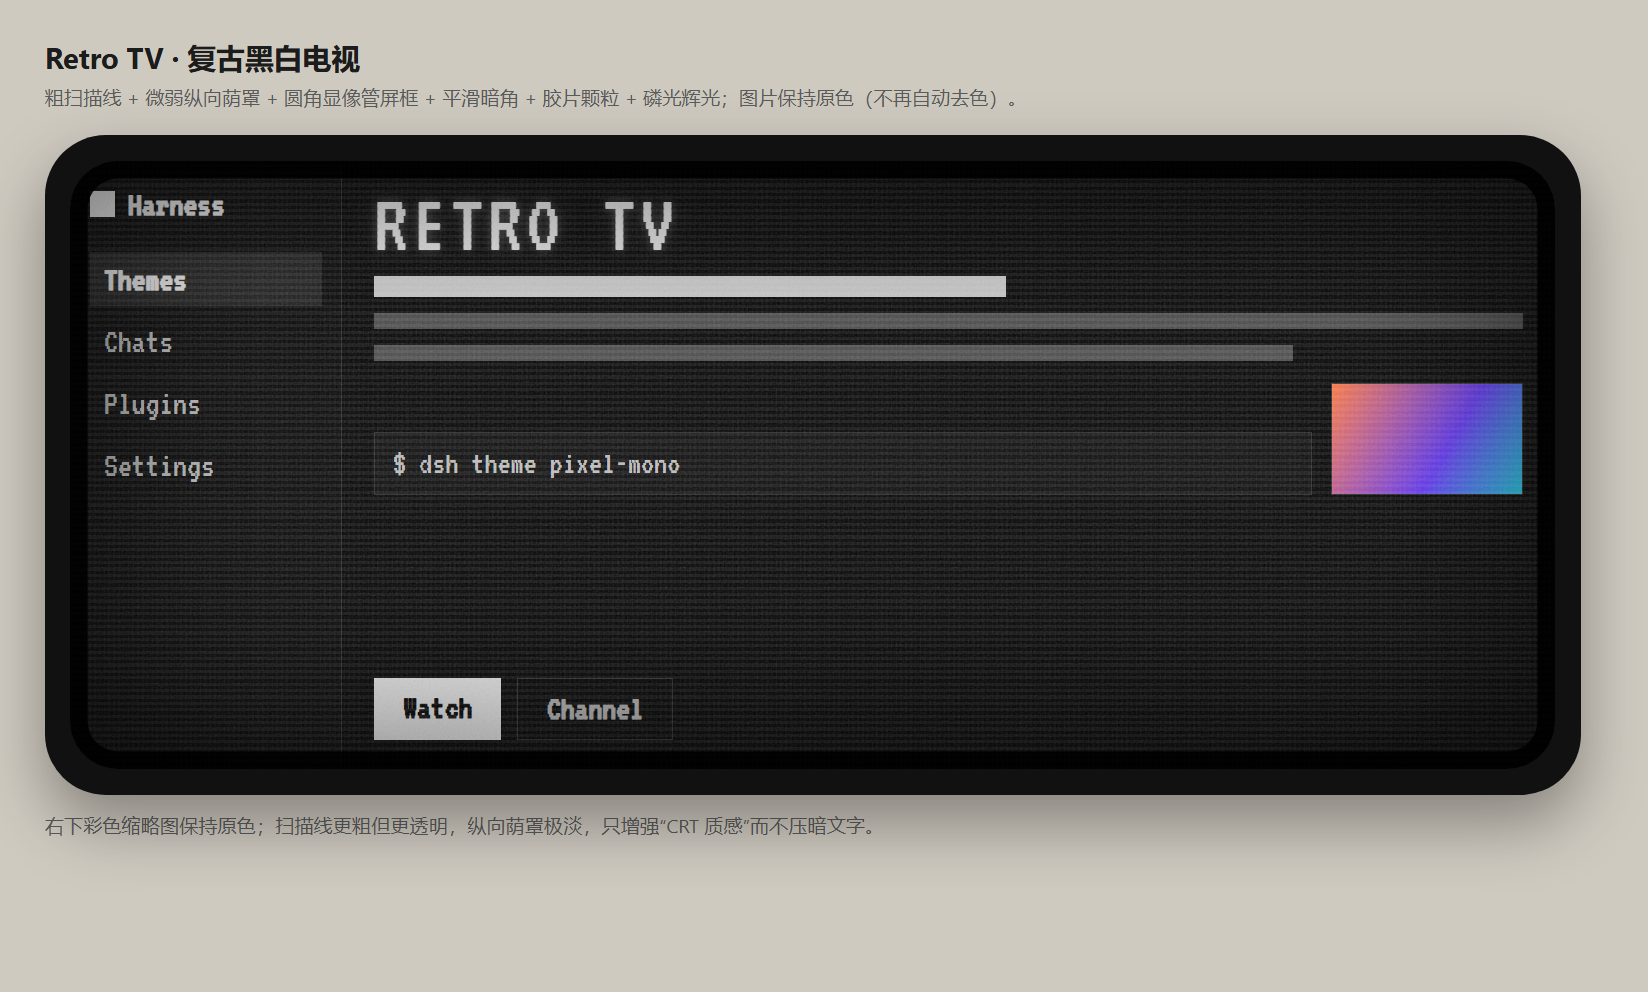 Retro TV · 复古黑白电视
粗扫描线 + 微弱纵向荫罩 + 圆角显像管屏框 + 平滑暗角 + 胶片颗粒 + 磷光辉光；图片保持原色（不再自动去色）。
Harness
Themes
Chats
Plugins
Settings
RETRO TV
$ dsh theme pixel-mono
Watch
Channel
右下彩色缩略图保持原色；扫描线更粗但更透明，纵向荫罩极淡，只增强“CRT 质感”而不压暗文字。